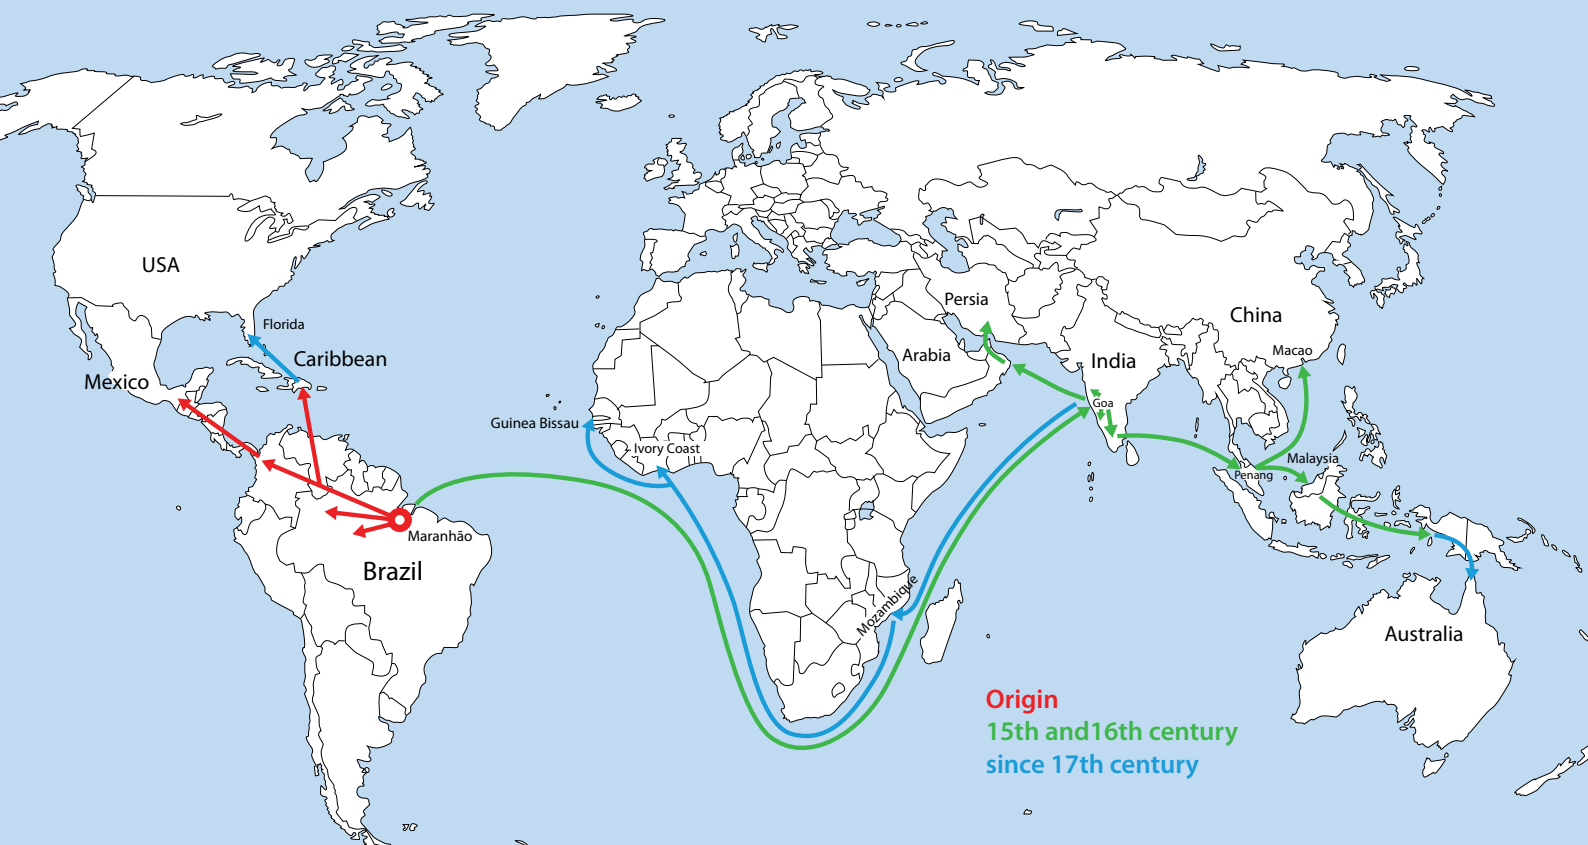 USA
Florida
Caribbean
Mexico
Guinea Bissau
Ivory Coast
Maranhão
Brazil
Persia
Arabia
India
Goa
China
Macao
Malaysia
Penang
Mozambique
Australia
Origin
15th and16th century
since 17th century